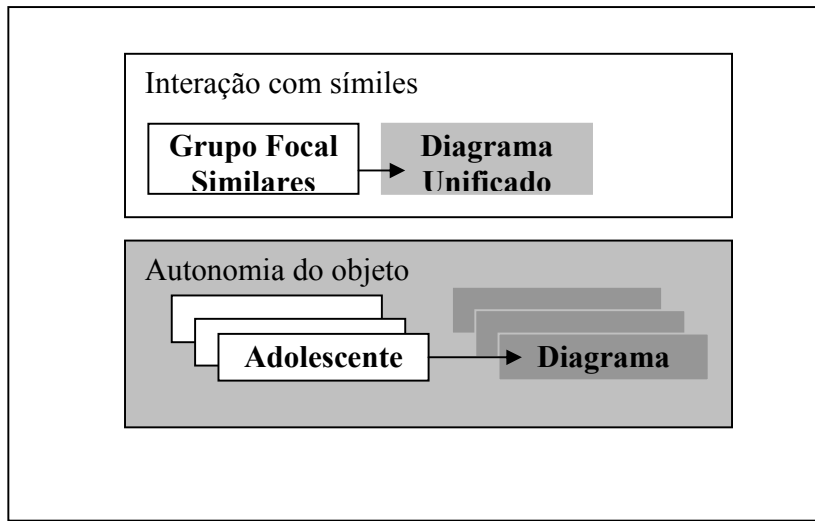 Interação com símiles
Grupo Focal
Similares
Diagrama
Unificado
Autonomia do objeto
Adolescente
Diagrama